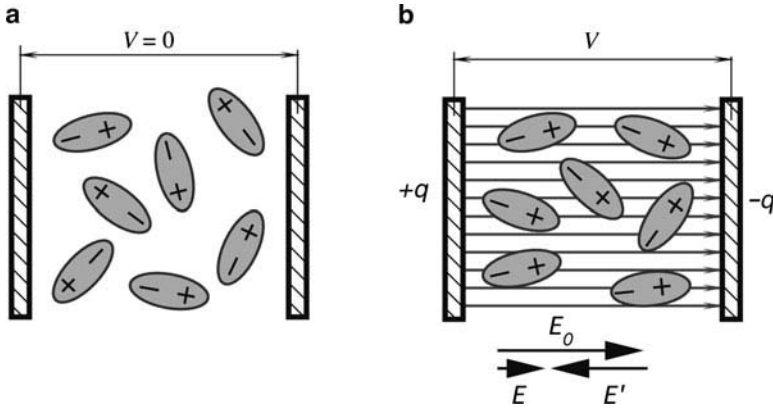 a
V = 0
− +
+ −
− +
+ −
− +
+ −
− +
b
V
+q
−q
− +
− +
− +
− +
− +
− +
− +
E₀
E
E'